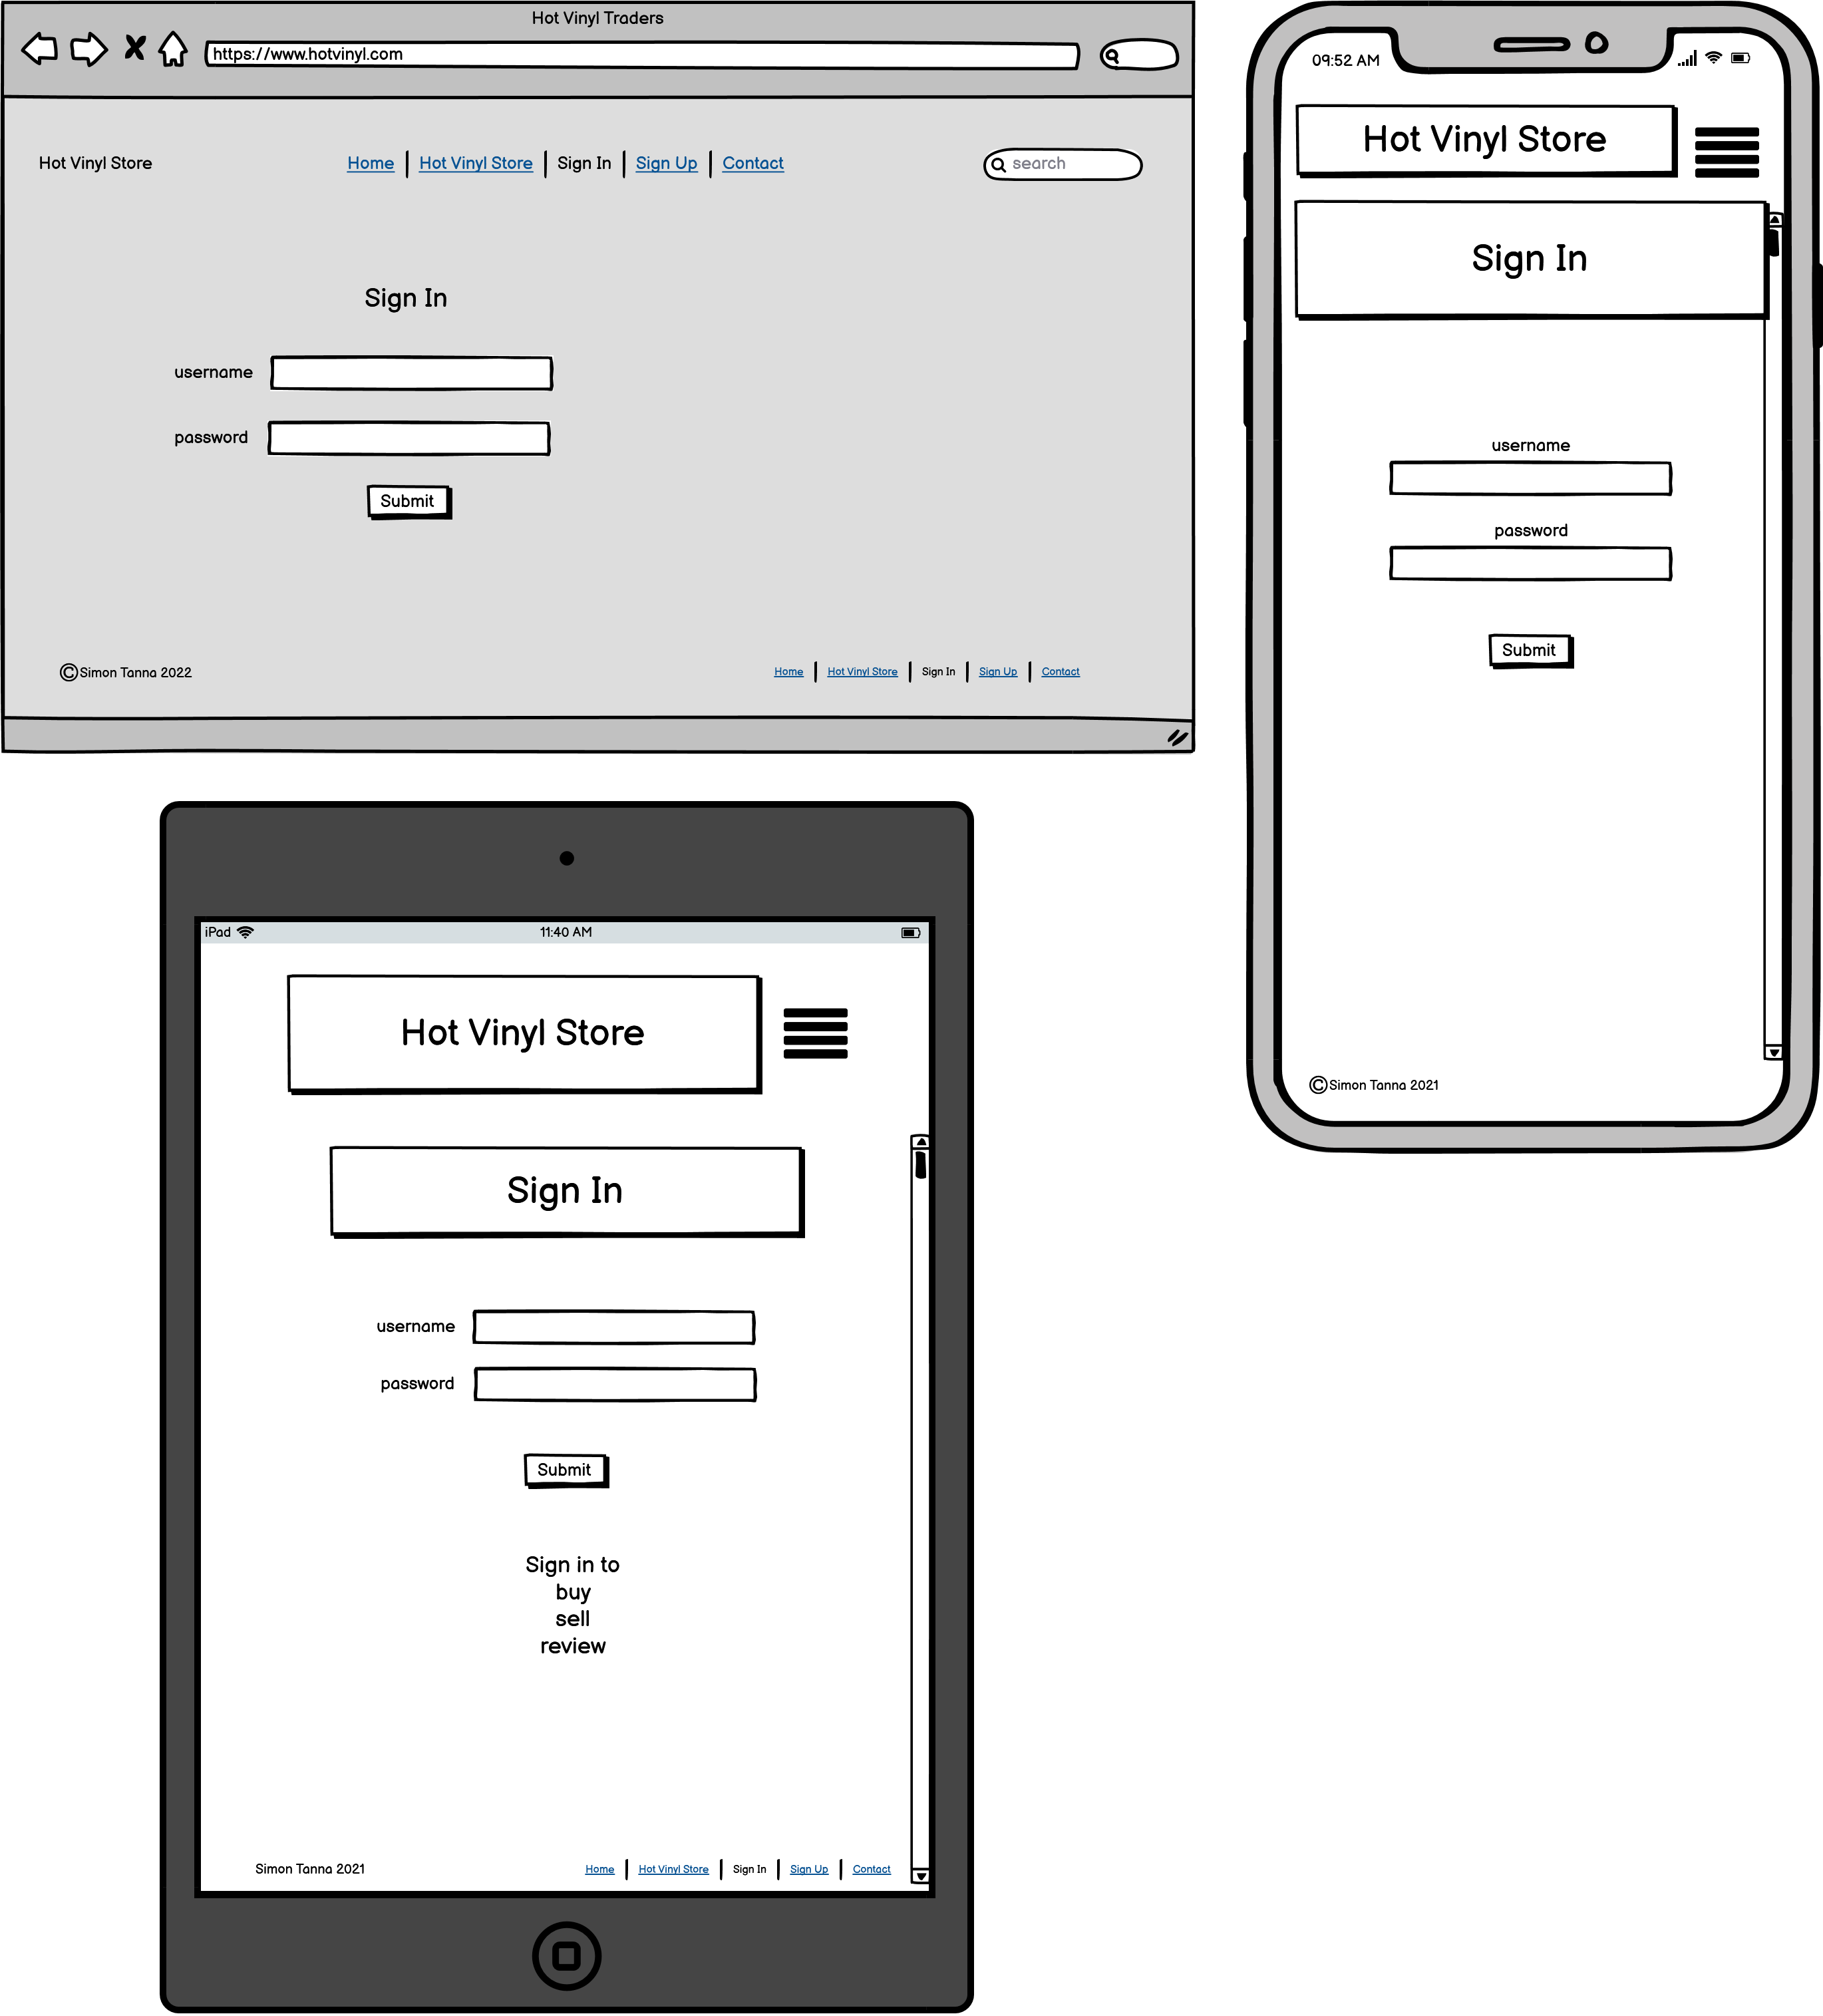 Hot Vinyl Traders
https://www.hotvinyl.com
Hot Vinyl Store
Home
Hot Vinyl Store
Sign In
Sign Up
Contact
search
Sign In
username
password
Submit
©Simon Tanna 2022
Home
Hot Vinyl Store
Sign In
Sign Up
Contact
09:52 AM
Hot Vinyl Store
Sign In
username
password
Submit
©Simon Tanna 2021
iPad
11:40 AM
Hot Vinyl Store
Sign In
username
password
Submit
Sign in to
buy
sell
review
Simon Tanna 2021
Home
Hot Vinyl Store
Sign In
Sign Up
Contact